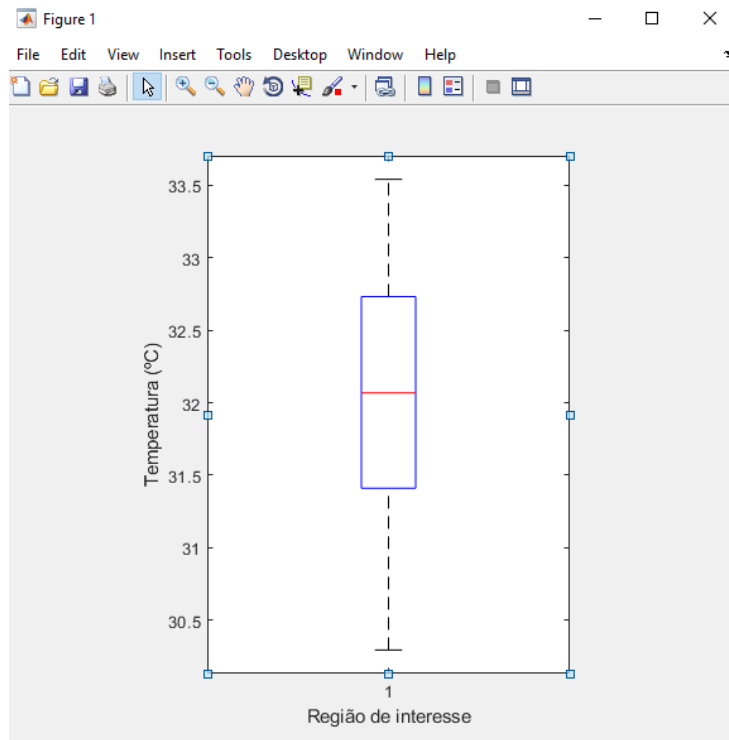 Figure 1
File Edit View Insert Tools Desktop Window Help
33.5
33
32.5
32
31.5
31
30.5
Temperatura (ºC)
1
Região de interesse